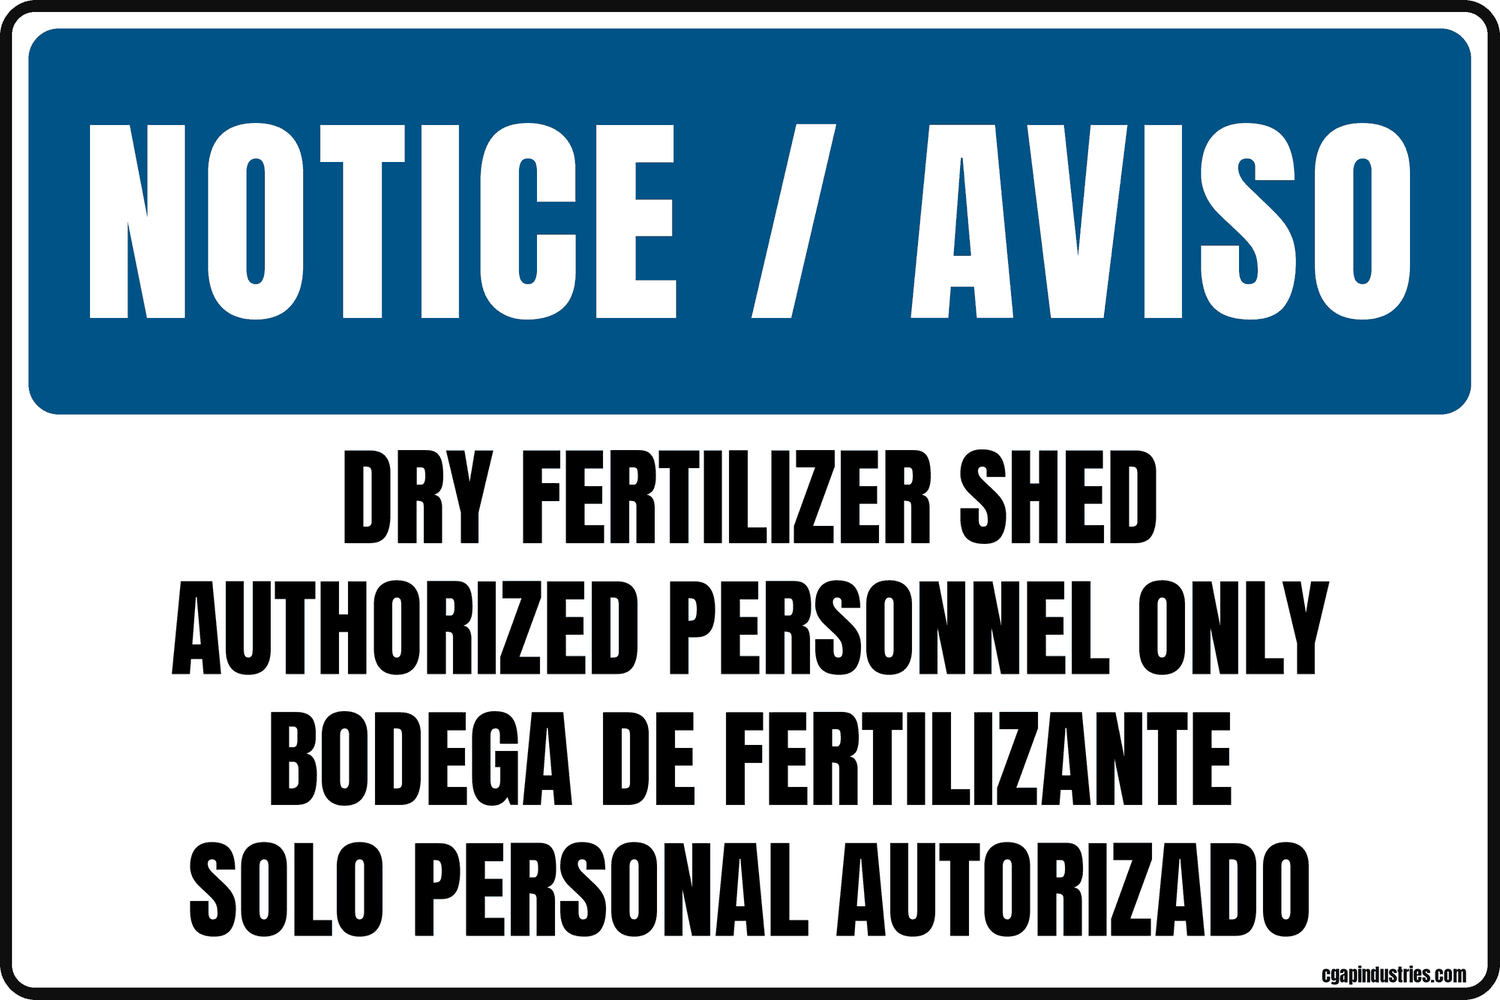 NOTICE / AVISO
DRY FERTILIZER SHED
AUTHORIZED PERSONNEL ONLY
BODEGA DE FERTILIZANTE
SOLO PERSONAL AUTORIZADO
cgapindustries.com